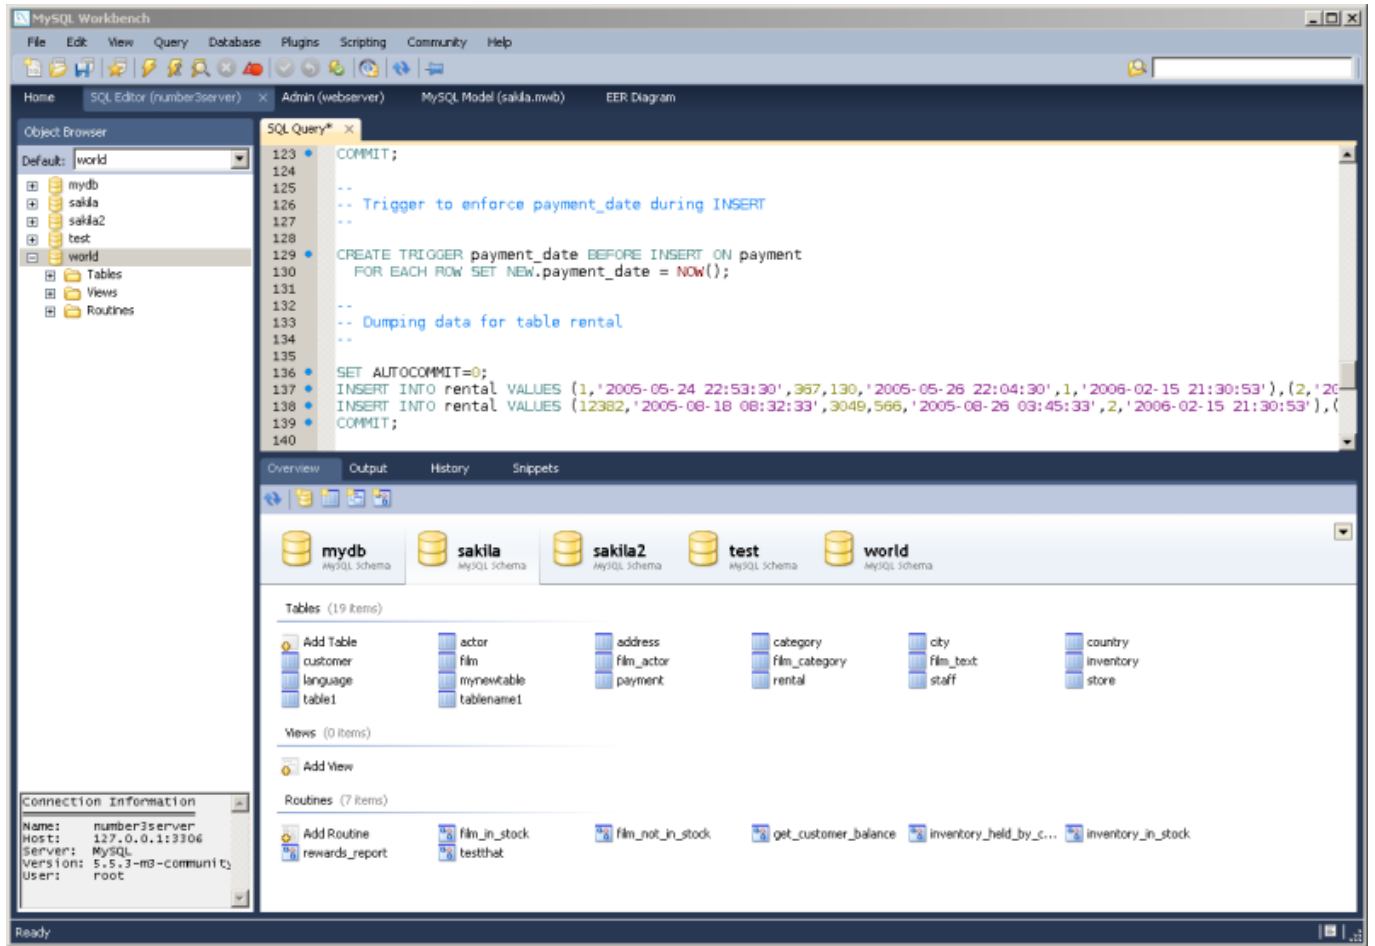 MySQL Workbench
File Edit View Query Database Plugins Scripting Community Help
Home SQL Editor (number3server) Admin (webserver) MySQL Model (sakila.mwb) EER Diagram
Object Browser
Default: world
mydb
sakila
sakila2
test
world
Tables
Views
Routines
Connection Information
Name: number3server
Host: 127.0.0.1:3306
Server: MySQL
Version: 5.5.3-m3-community
User: root
SQL Query*
123 COMMIT;
124
125 --
126 -- Trigger to enforce payment_date during INSERT
127 --
128
129 CREATE TRIGGER payment_date BEFORE INSERT ON payment
130 FOR EACH ROW SET NEW.payment_date = NOW();
131
132 --
133 -- Dumping data for table rental
134 --
135
136 SET AUTOCOMMIT=0;
137 INSERT INTO rental VALUES (1,'2005-05-24 22:53:30',367,130,'2005-05-26 22:04:30',1,'2006-02-15 21:30:53'),(2,'20
138 INSERT INTO rental VALUES (12382,'2005-08-18 08:32:33',3049,566,'2005-08-26 03:45:33',2,'2006-02-15 21:30:53'),(
139 COMMIT;
140
Overview Output History Snippets
mydb sakila sakila2 test world
MySQL Schema MySQL Schema MySQL Schema MySQL Schema MySQL Schema
Tables (19 items)
Add Table actor address category city country
customer film film_actor film_category film_text inventory
language mynewtable payment rental staff store
table1 tablename1
Views (0 items)
Add View
Routines (7 items)
Add Routine film_in_stock film_not_in_stock get_customer_balance inventory_held_by_c... inventory_in_stock
rewards_report testthat
Ready